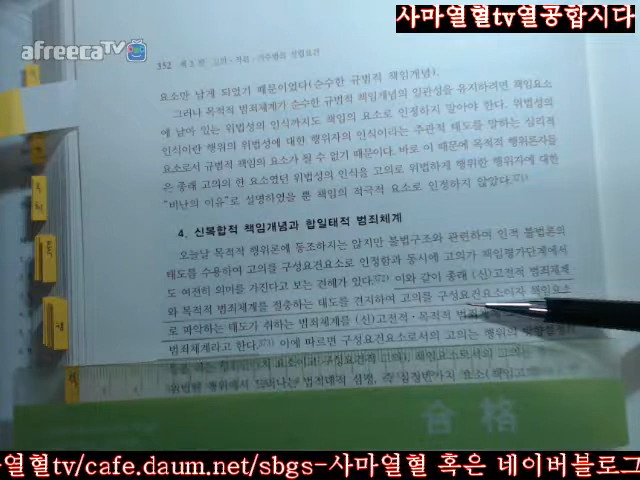 사마열혈tv열공합시다
afreecaTV
352 제 3 편 고의·착오·과실범의 성립요건
요소만 남게 되었기 때문이었다(순수한 규범적 책임개념).
그러나 목적적 범죄체계가 순수한 규범적 책임개념의 일관성을 유지하려면 책임요소
에 남아 있는 위법성의 인식까지도 책임의 요소로 인정하지 말아야 한다. 위법성의
인식이란 행위의 위법성에 대한 행위자의 인식이라는 주관적 태도를 말하는 심리적
요소로서 규범적 책임의 요소가 될 수 없기 때문이다. 바로 이 때문에 목적적 행위론자들
은 종래 고의의 한 요소였던 위법성의 인식을 고의로 위법하게 행위한 행위자에 대한
"비난의 이유"로 설명하였을 뿐 책임의 적극적 요소로 인정하지 않았다.371)
4. 신복합적 책임개념과 합일태적 범죄체계
오늘날 목적적 행위론에 동조하지는 않지만 불법구조와 관련하여 인적 불법론의
태도를 수용하여 고의를 구성요건요소로 인정함과 동시에 고의가 책임평가단계에서
도 여전히 의미를 가진다고 보는 견해가 있다.372) 이와 같이 종래 (신)고전적 범죄체계
와 목적적 범죄체계를 절충하는 태도를 견지하여 고의를 구성요건요소이자 책임요소
로 파악하는 태도가 취하는 범죄체계를 (신)고전적·목적적
범죄체계라고 한다.373) 이에 따르면 구성요건요소로서의 고의는 행위의
合格
열혈tv/cafe.daum.net/sbgs-사마열혈 혹은 네이버블로그